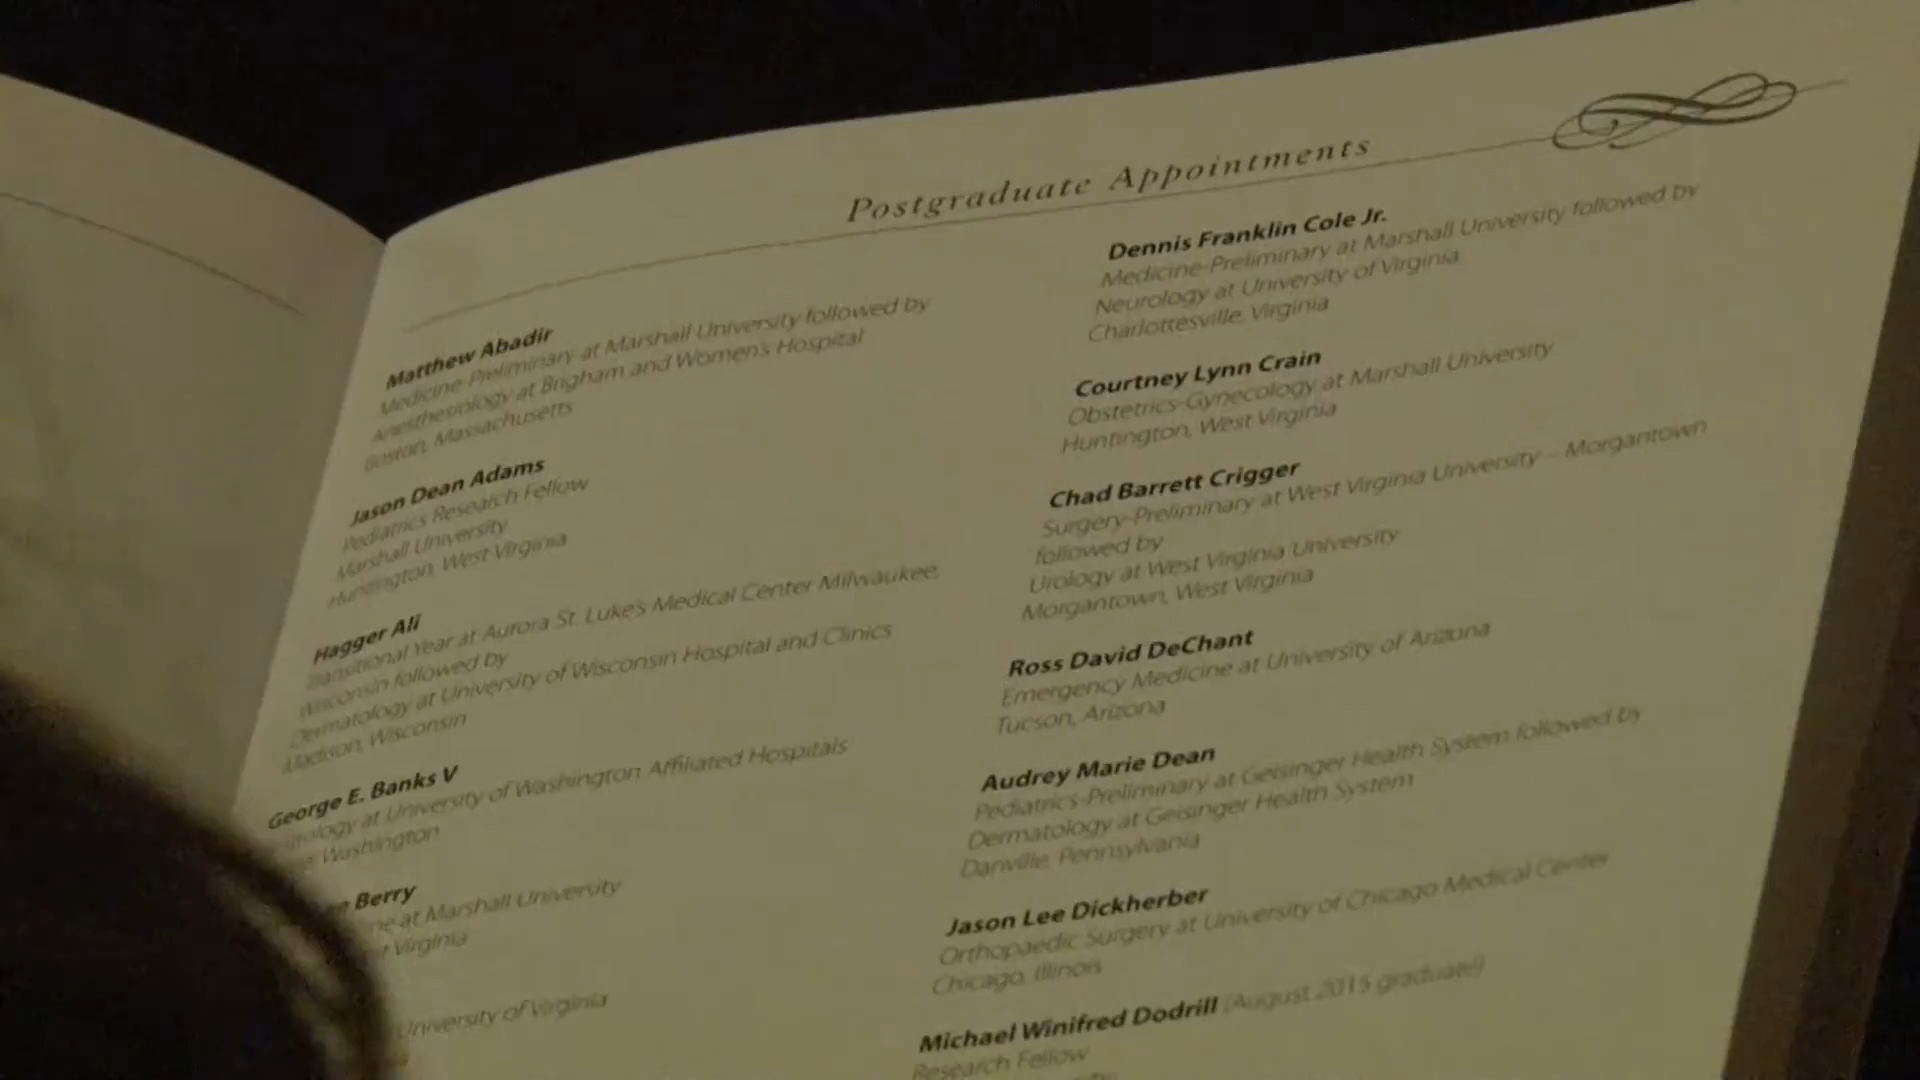 Postgraduate Appointments
Matthew Abadir
Medicine-Preliminary at Marshall University followed by
Anesthesiology at Brigham and Women's Hospital
Boston, Massachusetts
Jason Dean Adams
Pediatrics Research Fellow
Marshall University
Huntington, West Virginia
Hagger Ali
Transitional Year at Aurora St. Luke's Medical Center Milwaukee,
Wisconsin followed by
Dermatology at University of Wisconsin Hospital and Clinics
Madison, Wisconsin
George E. Banks V
at University of Washington Affiliated Hospitals
Washington
Berry
at Marshall University
Virginia
University of Virginia
Dennis Franklin Cole Jr.
Medicine-Preliminary at Marshall University followed by
Neurology at University of Virginia
Charlottesville, Virginia
Courtney Lynn Crain
Obstetrics-Gynecology at Marshall University
Huntington, West Virginia
Chad Barrett Crigger
Surgery-Preliminary at West Virginia University – Morgantown
followed by
Urology at West Virginia University
Morgantown, West Virginia
Ross David DeChant
Emergency Medicine at University of Arizona
Tucson, Arizona
Audrey Marie Dean
Pediatrics-Preliminary at Geisinger Health System followed by
Dermatology at Geisinger Health System
Danville, Pennsylvania
Jason Lee Dickherber
Orthopaedic Surgery at University of Chicago Medical Center
Chicago, Illinois
Michael Winifred Dodrill (August 2015 graduate)
Research Fellow